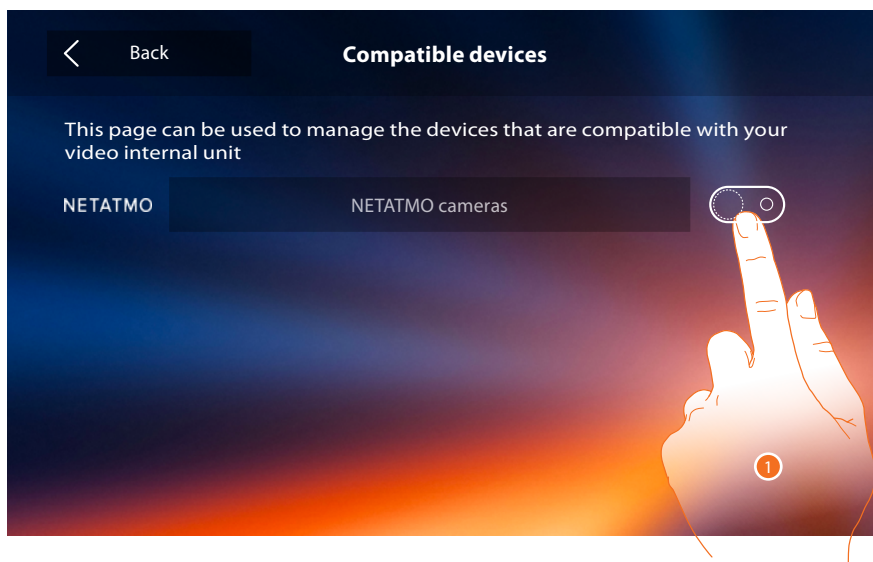 Back
Compatible devices
This page can be used to manage the devices that are compatible with your
video internal unit
NETATMO
NETATMO cameras
1